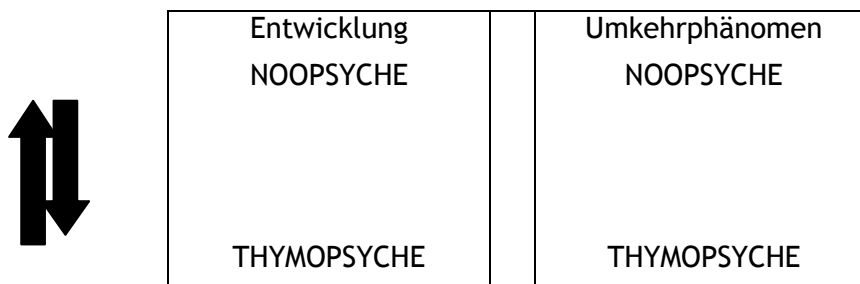 Entwicklung
NOOPSYCHE
THYMOPSYCHE
Umkehrphänomen
NOOPSYCHE
THYMOPSYCHE